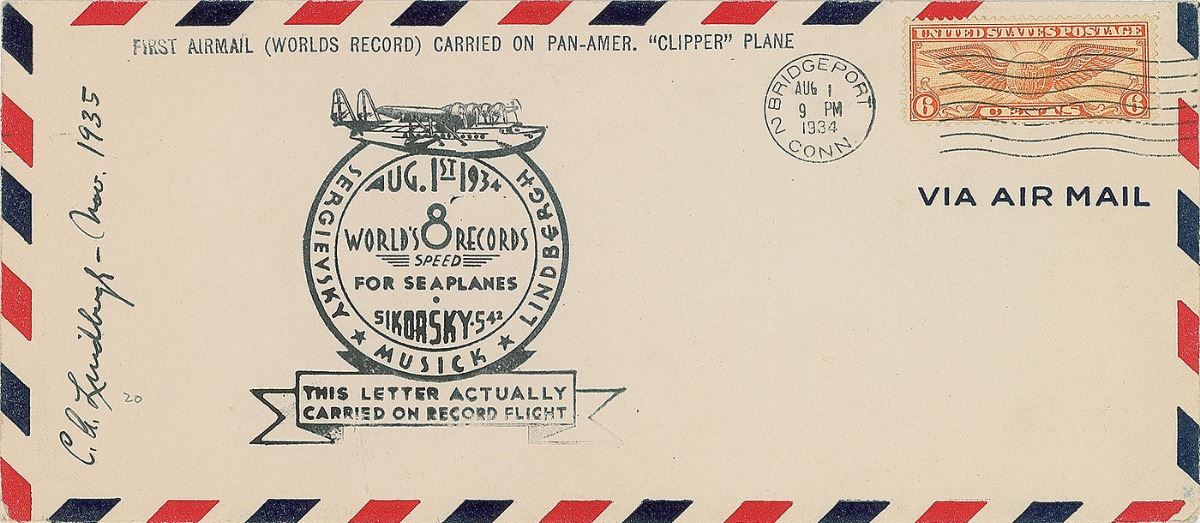 FIRST AIRMAIL (WORLDS RECORD) CARRIED ON PAN-AMER. "CLIPPER" PLANE
UNITED STATES POSTAGE
6 CENTS 6
BRIDGEPORT
AUG 1
9 PM
1934
2 CONN.
VIA AIR MAIL
C. A. Lindbergh - Nov. 1935
20
SERGIEVSKY ★ MUSICK ★ LINDBERGH
AUG. 1ST 1934
8
WORLD'S RECORDS
SPEED
FOR SEAPLANES
SIKORSKY-S42
THIS LETTER ACTUALLY
CARRIED ON RECORD FLIGHT